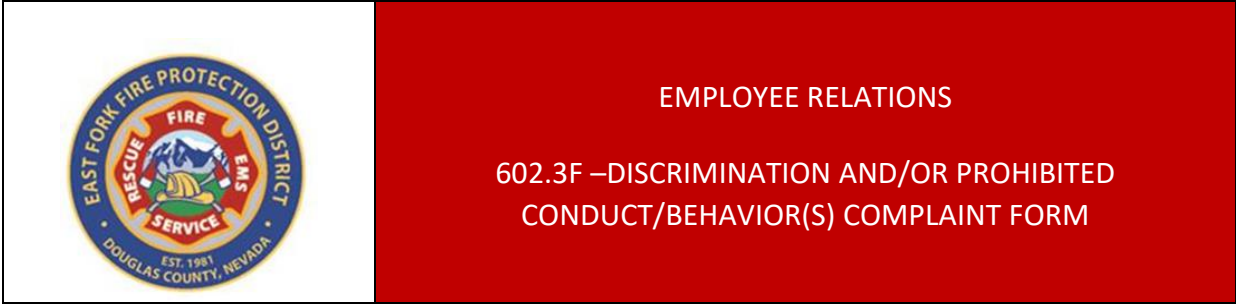 EAST FORK FIRE PROTECTION DISTRICT
FIRE
RESCUE
EMS
SERVICE
EST. 1981
DOUGLAS COUNTY, NEVADA
EMPLOYEE RELATIONS
602.3F –DISCRIMINATION AND/OR PROHIBITED
CONDUCT/BEHAVIOR(S) COMPLAINT FORM